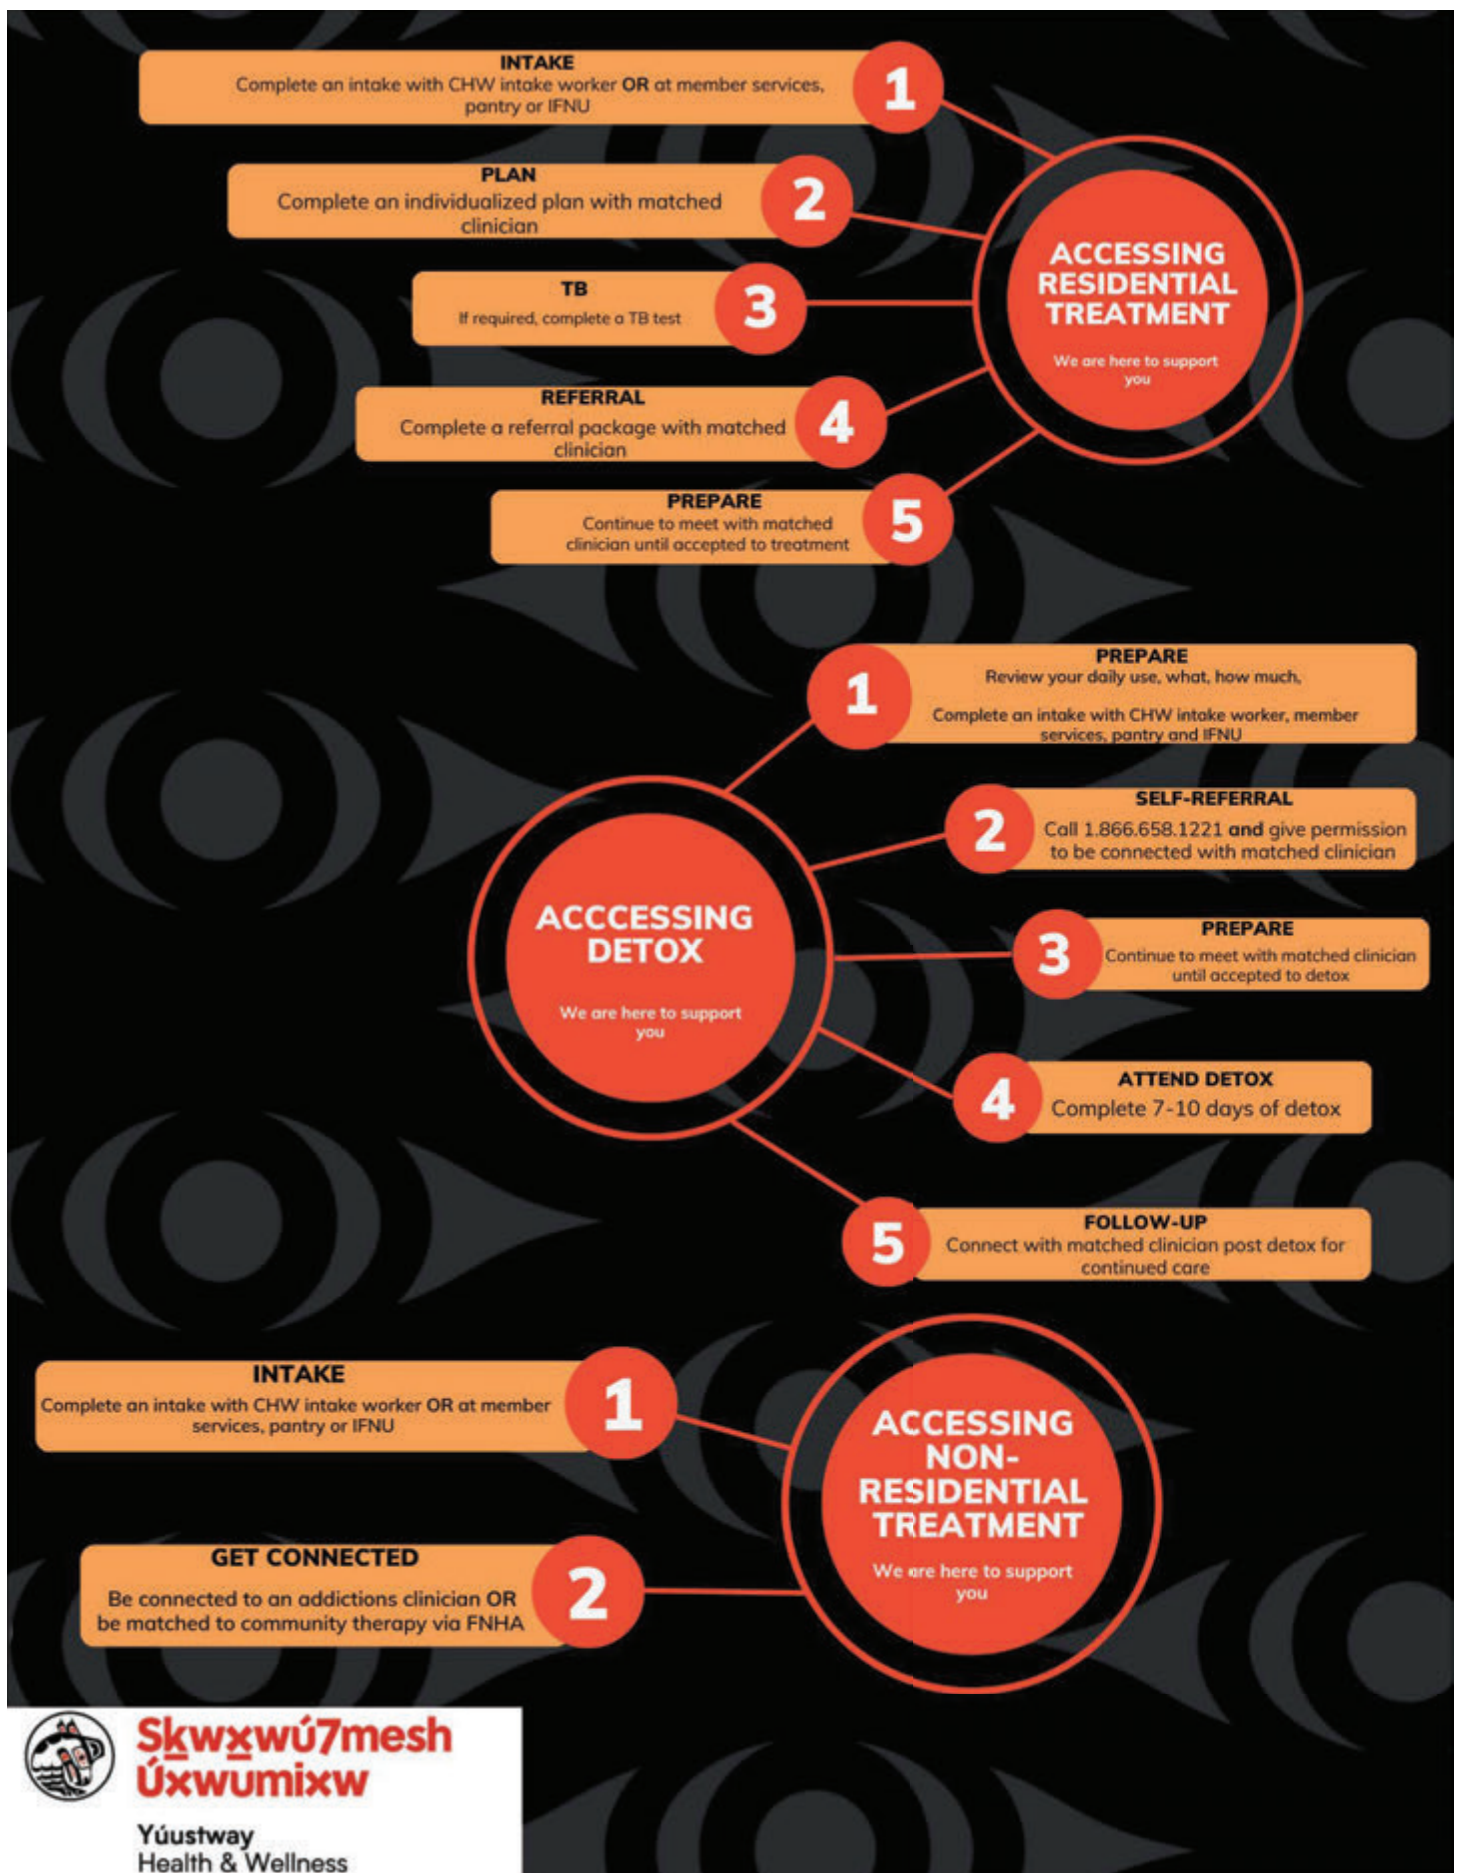 INTAKE
Complete an intake with CHW intake worker OR at member services,
pantry or IFNU
1
PLAN
Complete an individualized plan with matched
clinician
2
TB
If required, complete a TB test
3
REFERRAL
Complete a referral package with matched
clinician
4
PREPARE
Continue to meet with matched
clinician until accepted to treatment
5
ACCESSING
RESIDENTIAL
TREATMENT
We are here to support
you
1
PREPARE
Review your daily use, what, how much,
Complete an intake with CHW intake worker, member
services, pantry and IFNU
2
SELF-REFERRAL
Call 1.866.658.1221 and give permission
to be connected with matched clinician
3
PREPARE
Continue to meet with matched clinician
until accepted to detox
4
ATTEND DETOX
Complete 7-10 days of detox
5
FOLLOW-UP
Connect with matched clinician post detox for
continued care
ACCCESSING
DETOX
We are here to support
you
INTAKE
Complete an intake with CHW intake worker OR at member
services, pantry or IFNU
1
GET CONNECTED
Be connected to an addictions clinician OR
be matched to community therapy via FNHA
2
ACCESSING
NON-
RESIDENTIAL
TREATMENT
We are here to support
you
Sḵwx̱wú7mesh
Úxwumixw
Yúustway
Health & Wellness